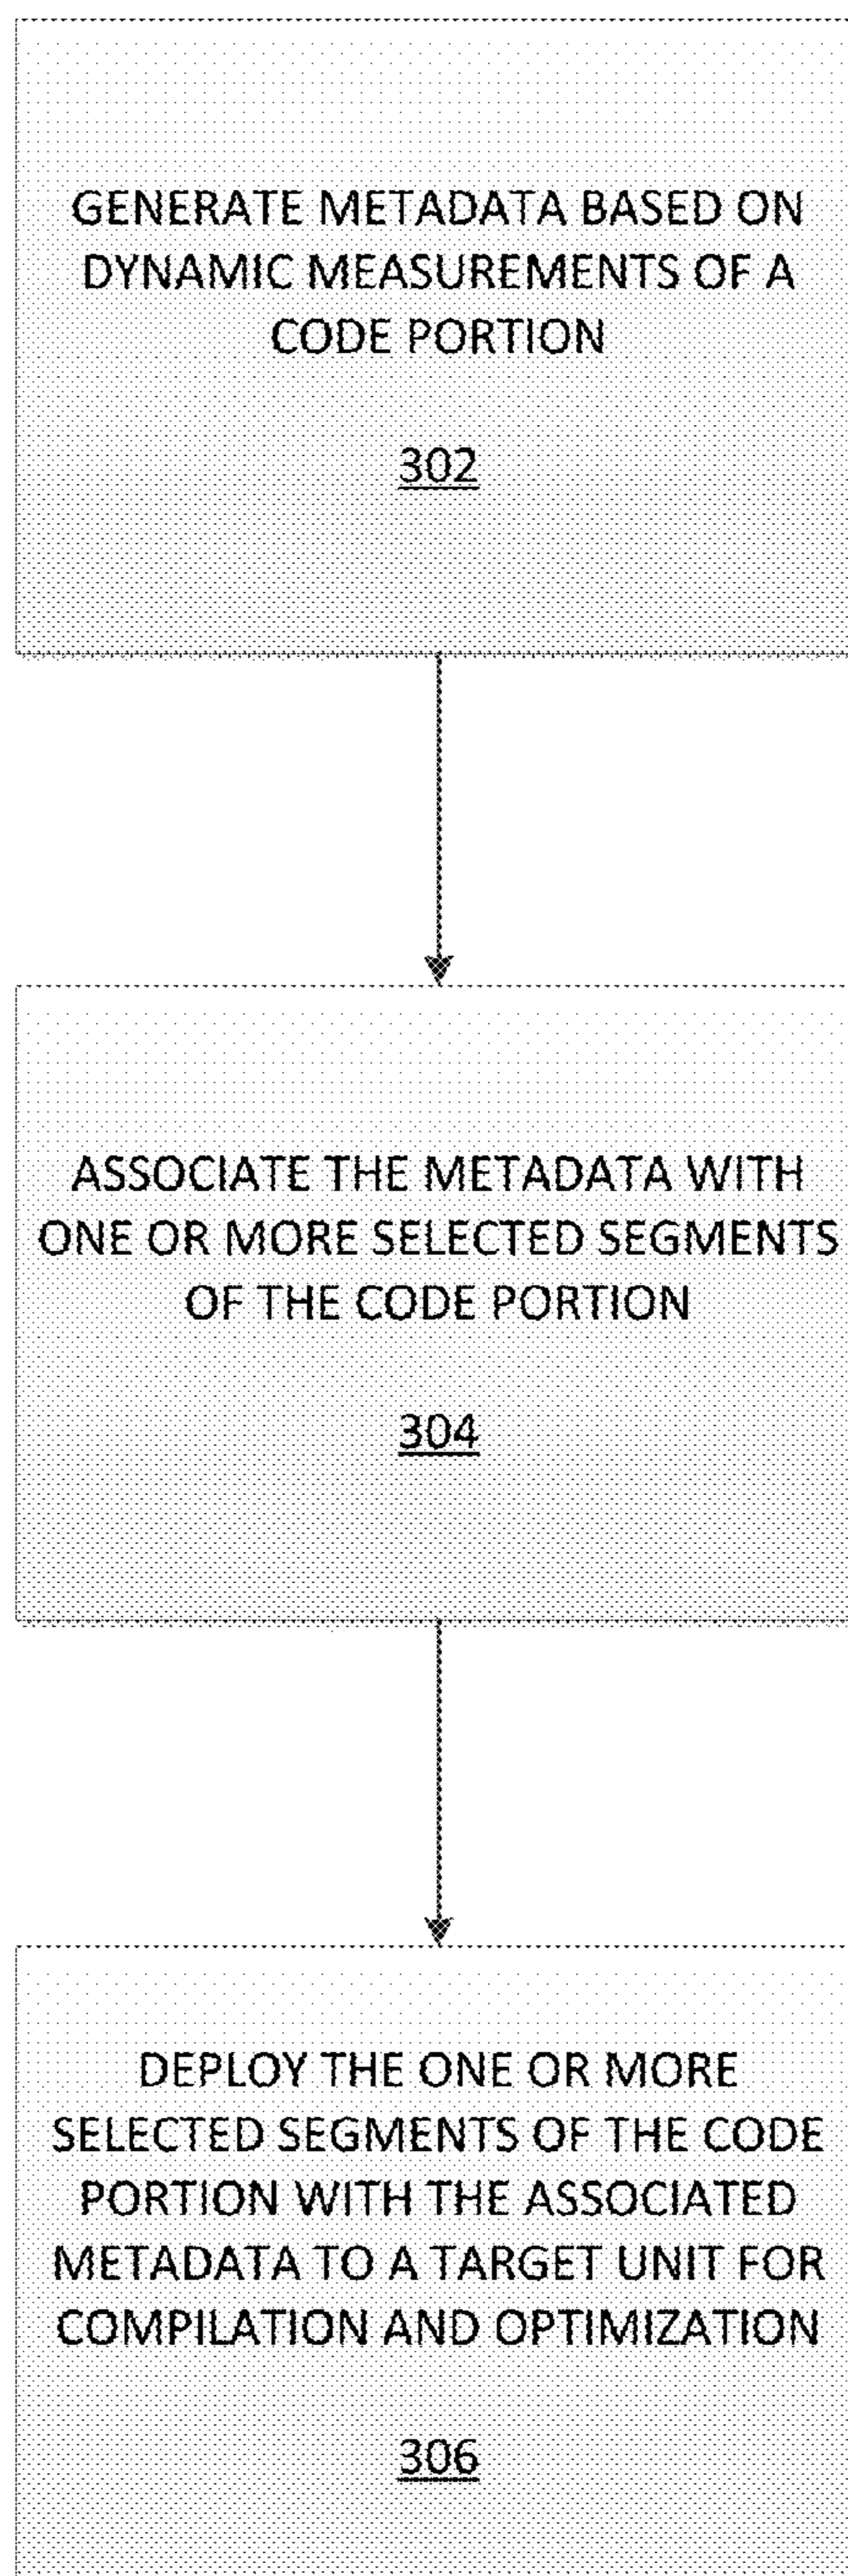 GENERATE METADATA BASED ON
DYNAMIC MEASUREMENTS OF A
CODE PORTION
302
ASSOCIATE THE METADATA WITH
ONE OR MORE SELECTED SEGMENTS
OF THE CODE PORTION
304
DEPLOY THE ONE OR MORE
SELECTED SEGMENTS OF THE CODE
PORTION WITH THE ASSOCIATED
METADATA TO A TARGET UNIT FOR
COMPILATION AND OPTIMIZATION
306